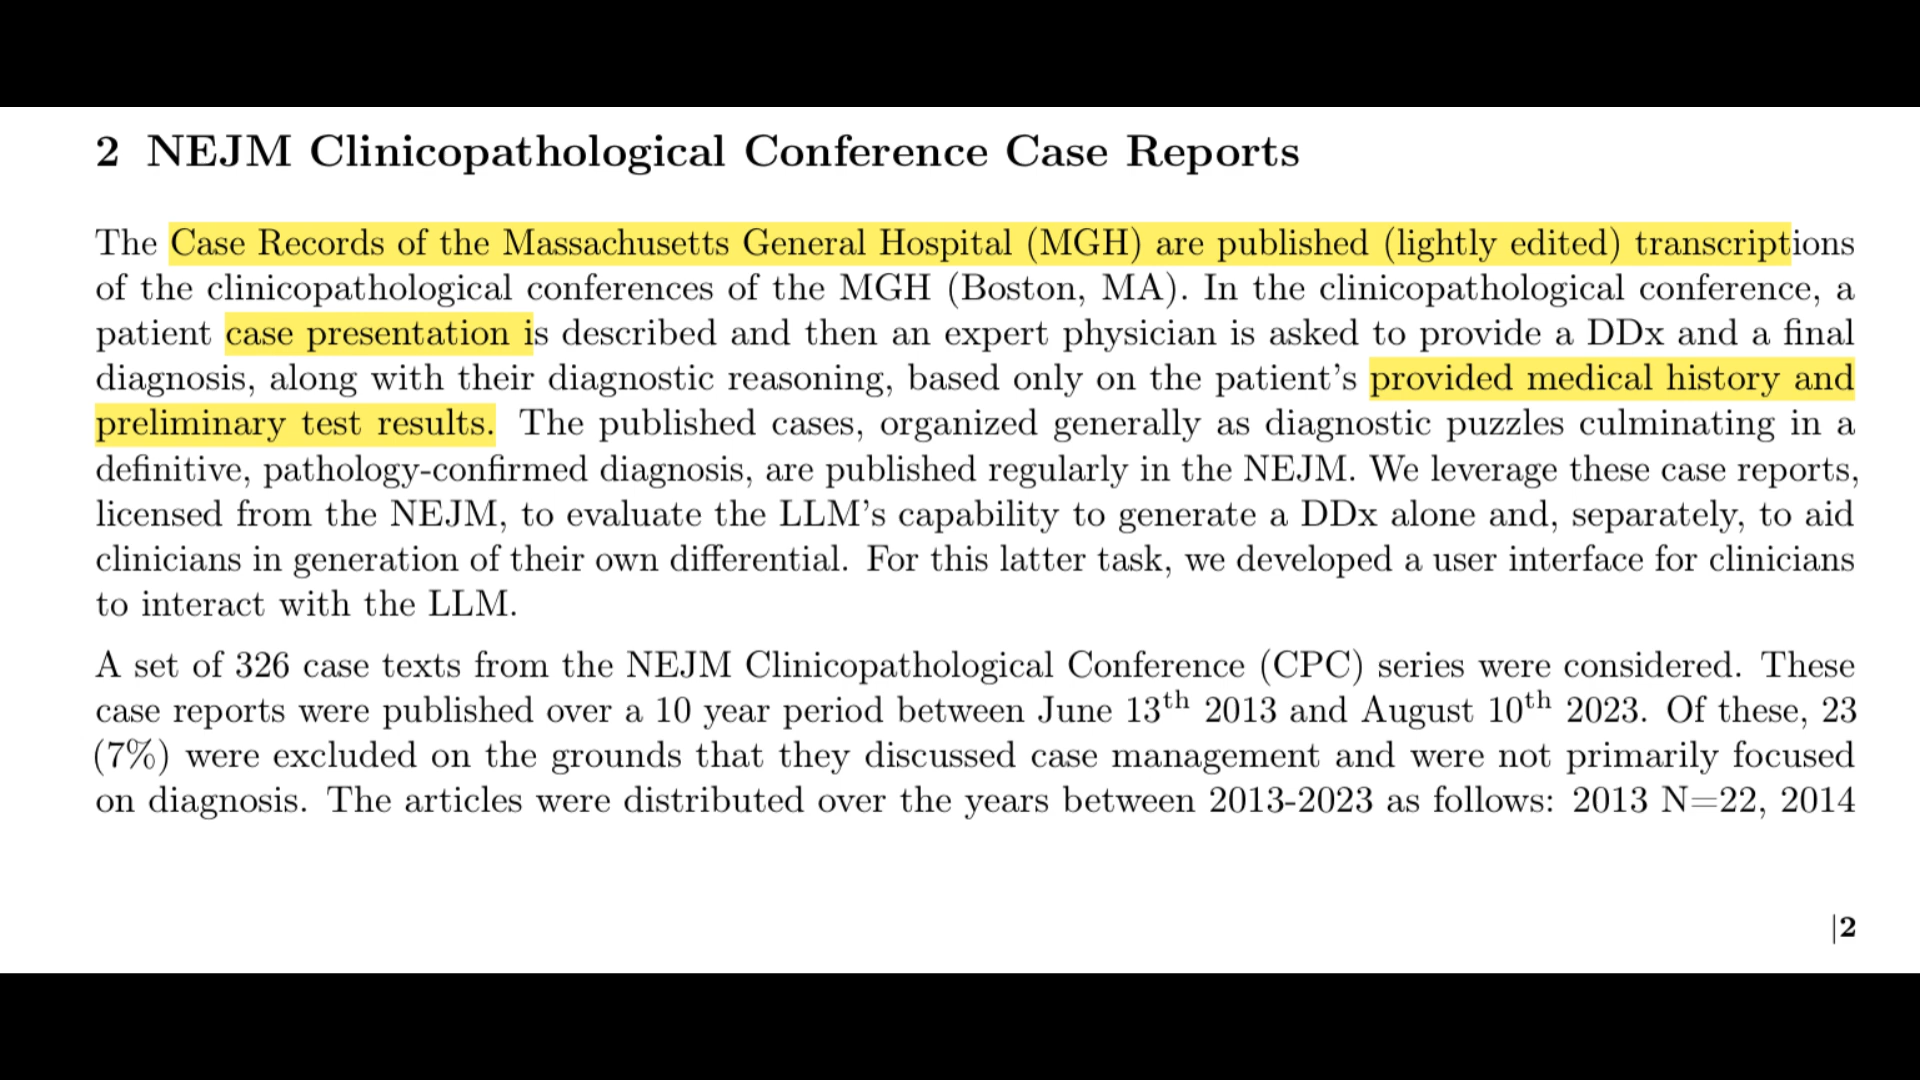 2 NEJM Clinicopathological Conference Case Reports
The Case Records of the Massachusetts General Hospital (MGH) are published (lightly edited) transcriptions
of the clinicopathological conferences of the MGH (Boston, MA). In the clinicopathological conference, a
patient case presentation is described and then an expert physician is asked to provide a DDx and a final
diagnosis, along with their diagnostic reasoning, based only on the patient's provided medical history and
preliminary test results. The published cases, organized generally as diagnostic puzzles culminating in a
definitive, pathology-confirmed diagnosis, are published regularly in the NEJM. We leverage these case reports,
licensed from the NEJM, to evaluate the LLM's capability to generate a DDx alone and, separately, to aid
clinicians in generation of their own differential. For this latter task, we developed a user interface for clinicians
to interact with the LLM.
A set of 326 case texts from the NEJM Clinicopathological Conference (CPC) series were considered. These
case reports were published over a 10 year period between June 13th 2013 and August 10th 2023. Of these, 23
(7%) were excluded on the grounds that they discussed case management and were not primarily focused
on diagnosis. The articles were distributed over the years between 2013-2023 as follows: 2013 N=22, 2014
|2